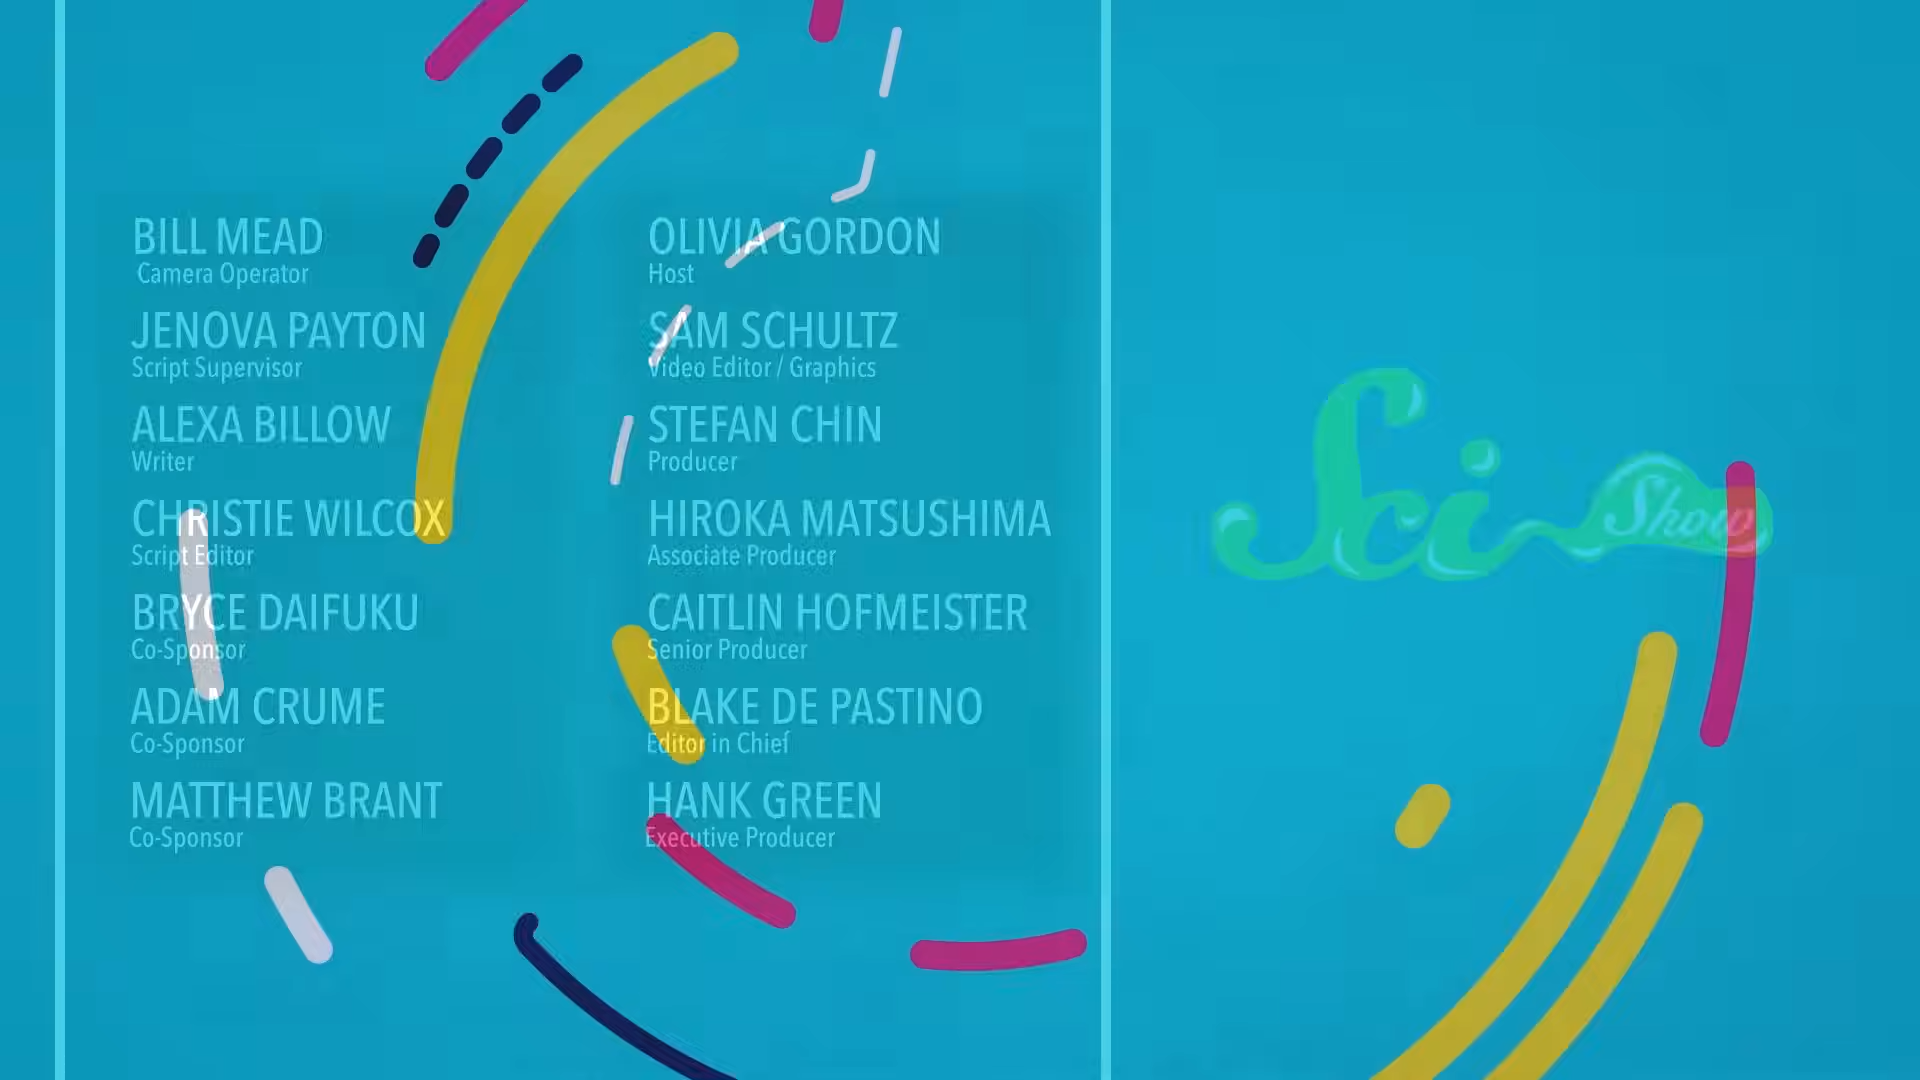 BILL MEAD
Camera Operator
JENOVA PAYTON
Script Supervisor
ALEXA BILLOW
Writer
CHRISTIE WILCOX
Script Editor
BRYCE DAIFUKU
Co-Sponsor
ADAM CRUME
Co-Sponsor
MATTHEW BRANT
Co-Sponsor
OLIVIA GORDON
Host
SAM SCHULTZ
Video Editor / Graphics
STEFAN CHIN
Producer
HIROKA MATSUSHIMA
Associate Producer
CAITLIN HOFMEISTER
Senior Producer
BLAKE DE PASTINO
Editor in Chief
HANK GREEN
Executive Producer
Sci Show